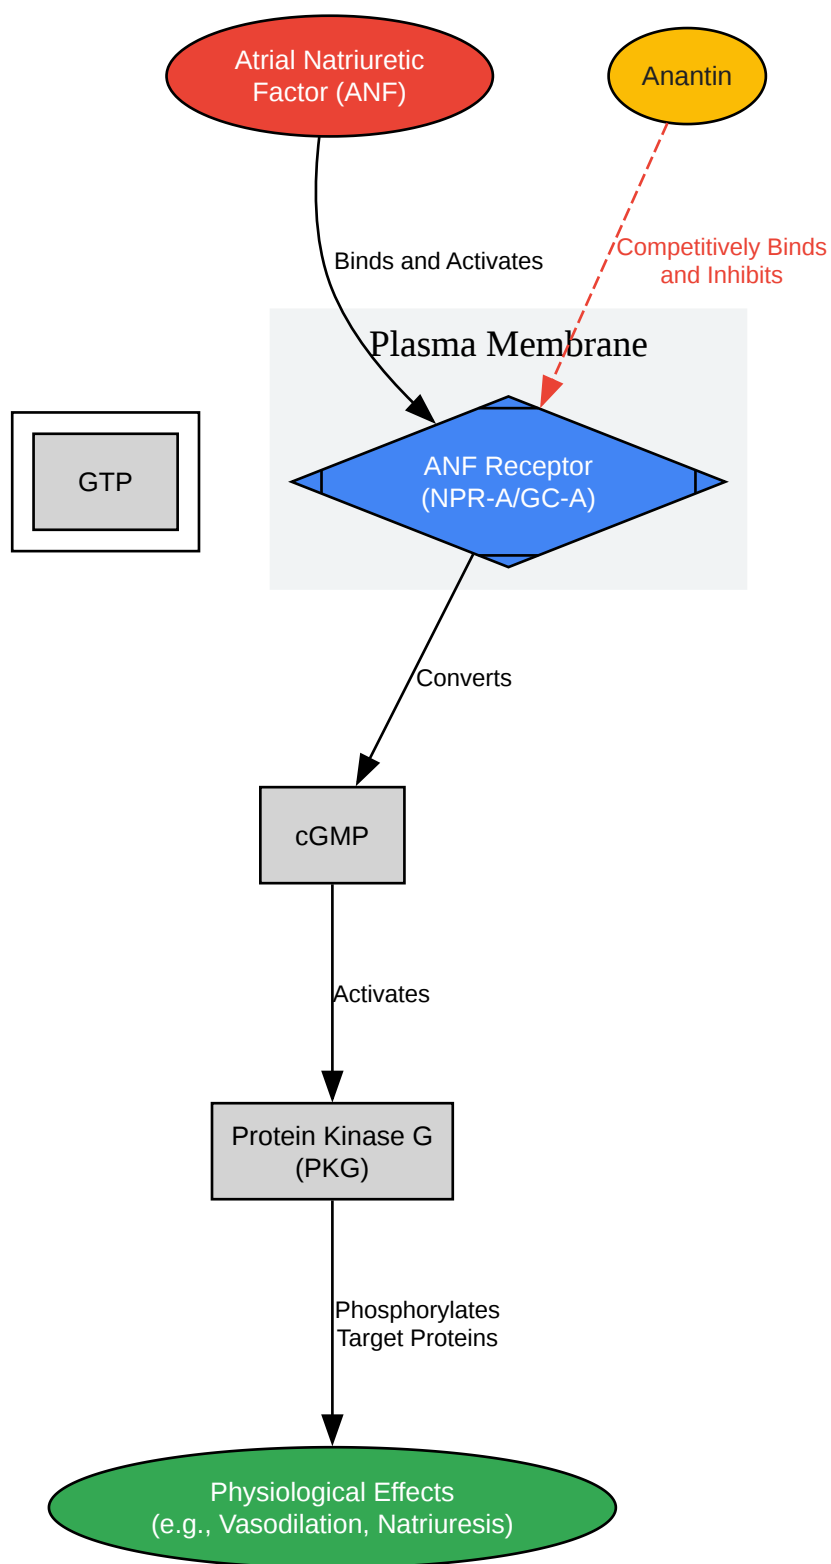 Atrial Natriuretic
Factor (ANF)
Anantin
Binds and Activates
Competitively Binds
and Inhibits
Plasma Membrane
GTP
ANF Receptor
(NPR-A/GC-A)
Converts
cGMP
Activates
Protein Kinase G
(PKG)
Phosphorylates
Target Proteins
Physiological Effects
(e.g., Vasodilation, Natriuresis)